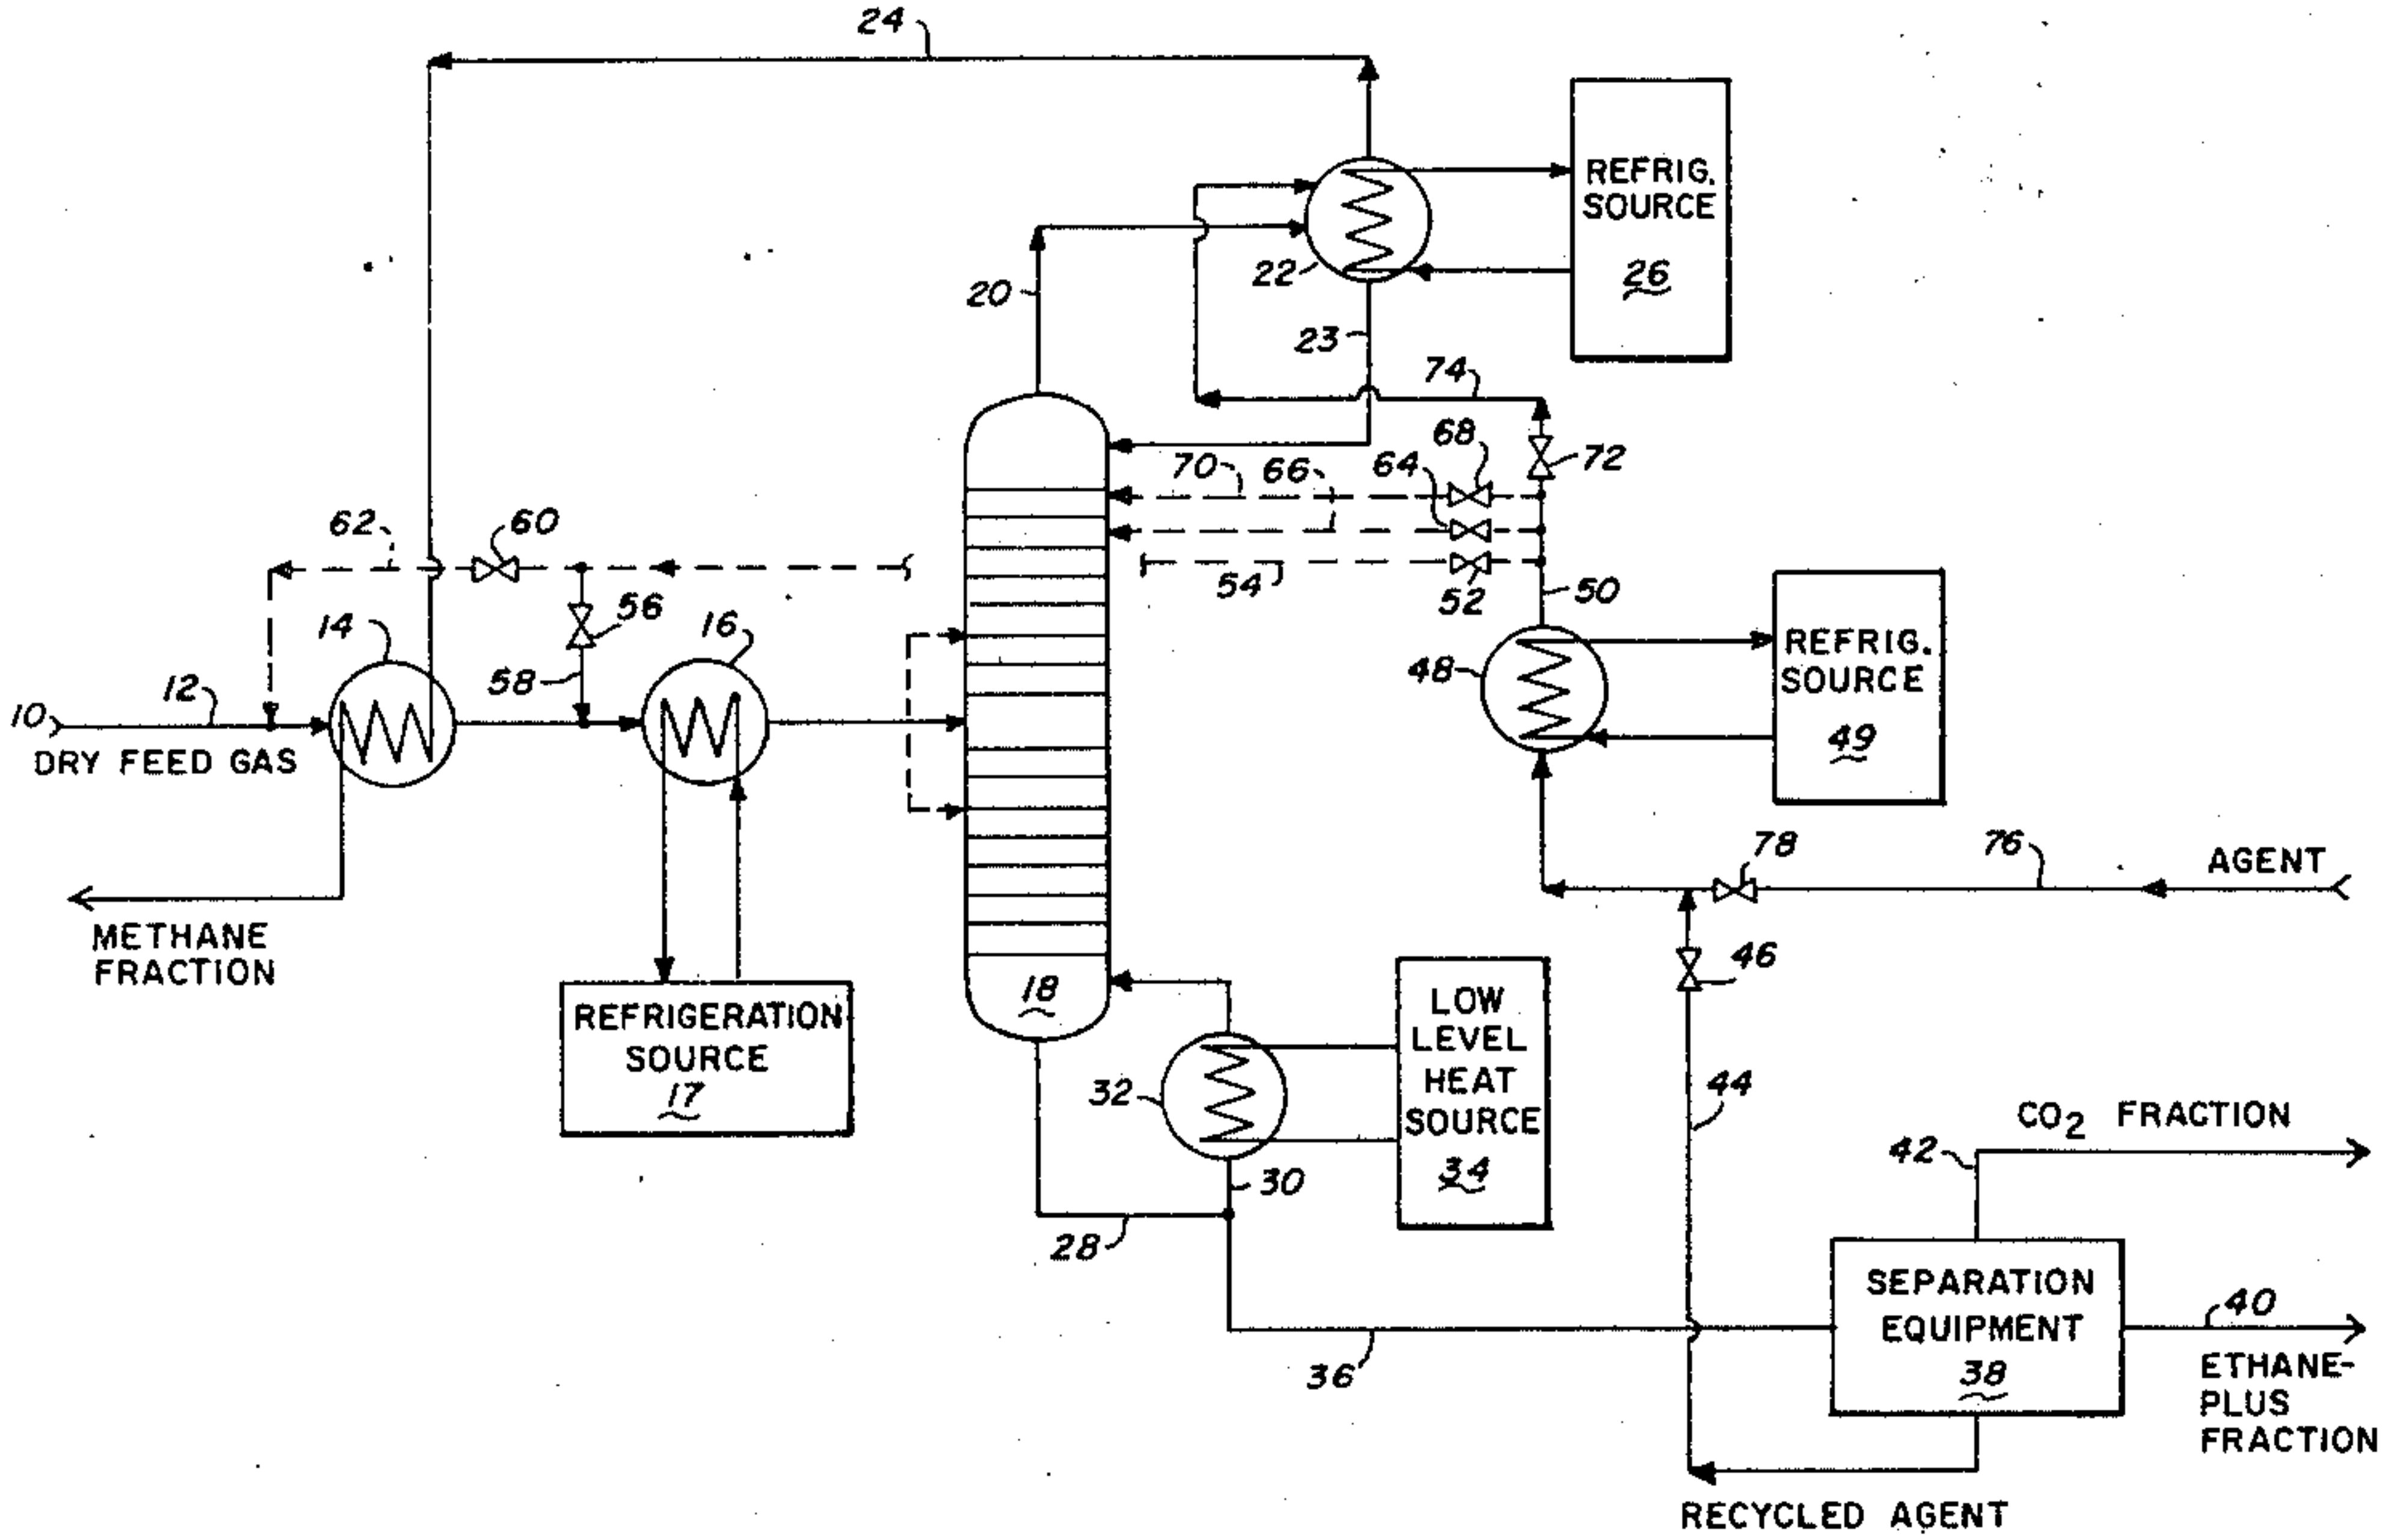 24
REFRIG.
SOURCE
26
22
20
23
74
68
70
66
64
72
62
60
54
52
50
56
14
16
58
48
REFRIG.
SOURCE
49
12
10
DRY FEED GAS
78
76
AGENT
METHANE
FRACTION
46
18
LOW
LEVEL
HEAT
SOURCE
34
REFRIGERATION
SOURCE
17
32
44
CO2 FRACTION
42
30
28
SEPARATION
EQUIPMENT
38
40
ETHANE-
PLUS
FRACTION
36
RECYCLED AGENT